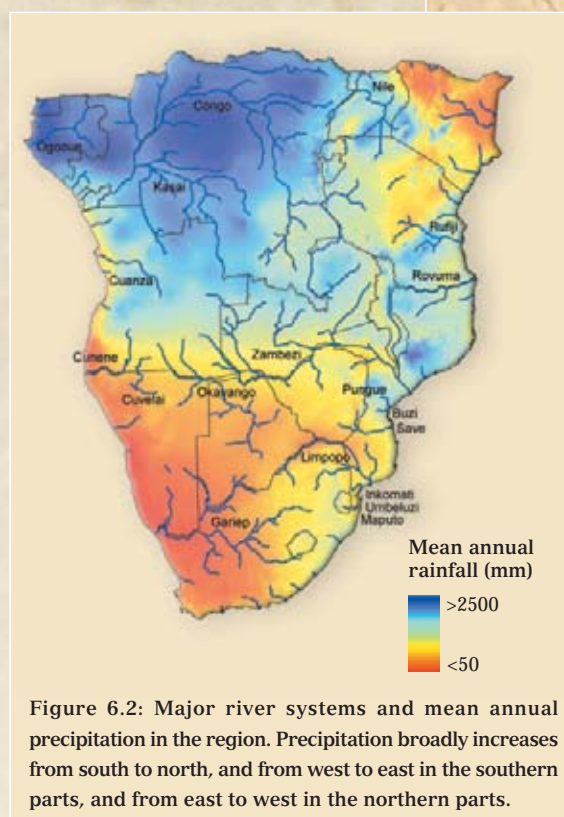 Nile
Congo
Ogooue
Kasai
Rufiji
Rovuma
Cuanza
Cunene
Zambezi
Cuvelai
Okavango
Pungue
Buzi
Save
Limpopo
Inkomati
Umbeluzi
Maputo
Gariep
Mean annual
rainfall (mm)
>2500
<50
Figure 6.2: Major river systems and mean annual
precipitation in the region. Precipitation broadly increases
from south to north, and from west to east in the southern
parts, and from east to west in the northern parts.